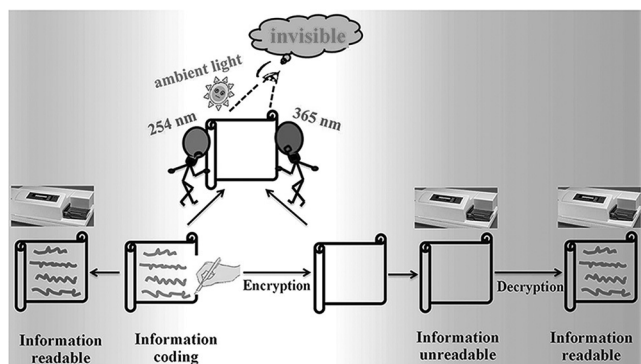 invisible
ambient light
254 nm
365 nm
Encryption
Decryption
Information
readable
Information
coding
Information
unreadable
Information
readable